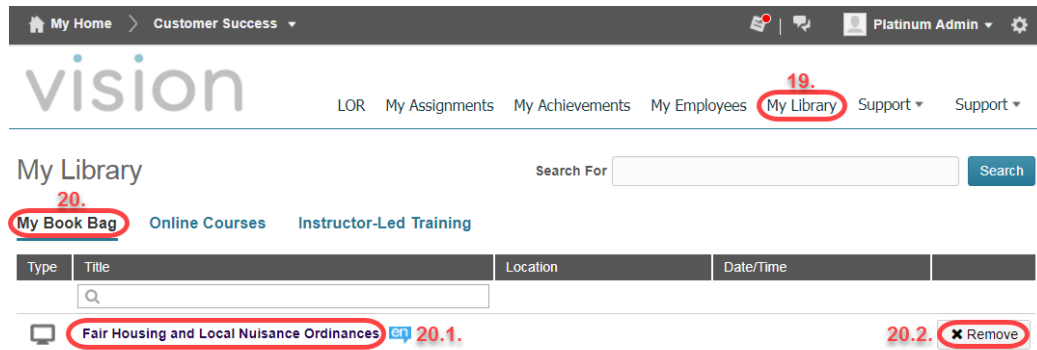 My Home Customer Success Platinum Admin
vision
19.
LOR My Assignments My Achievements My Employees My Library Support Support
My Library Search For Search
20.
My Book Bag Online Courses Instructor-Led Training
Type Title Location Date/Time
Fair Housing and Local Nuisance Ordinances en 20.1. 20.2. Remove